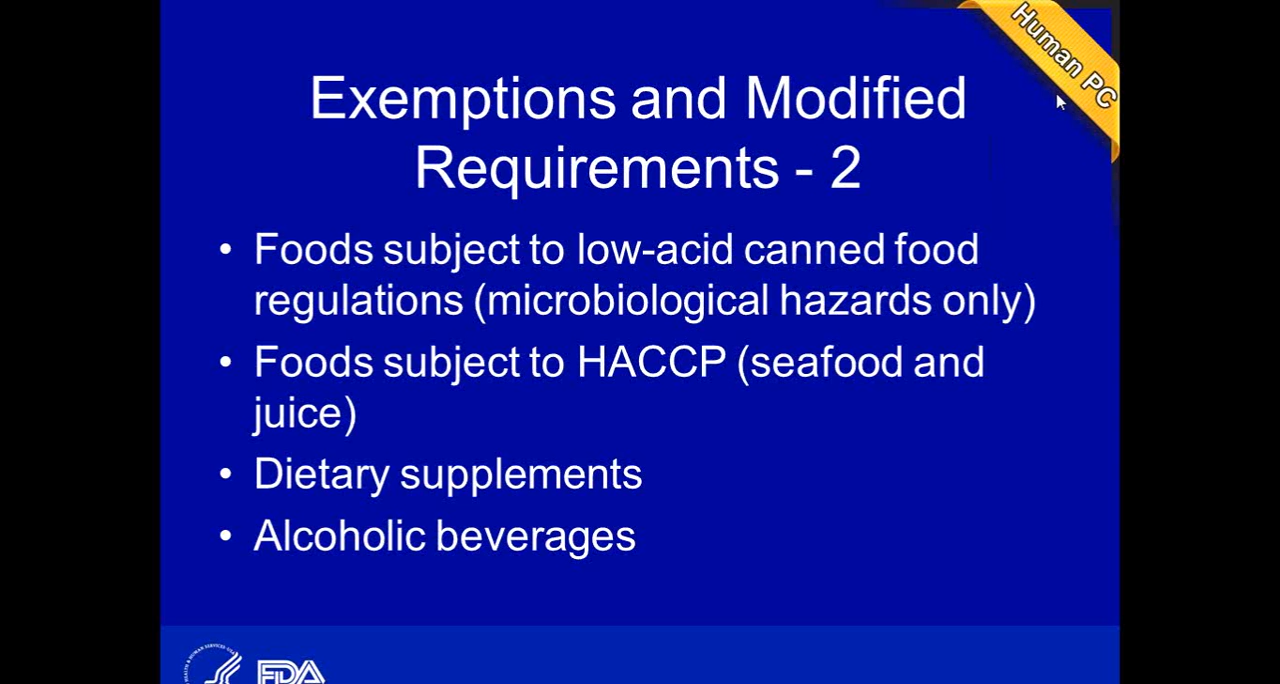 Human PC
Exemptions and Modified
Requirements - 2
• Foods subject to low-acid canned food
regulations (microbiological hazards only)
• Foods subject to HACCP (seafood and
juice)
• Dietary supplements
• Alcoholic beverages
FDA